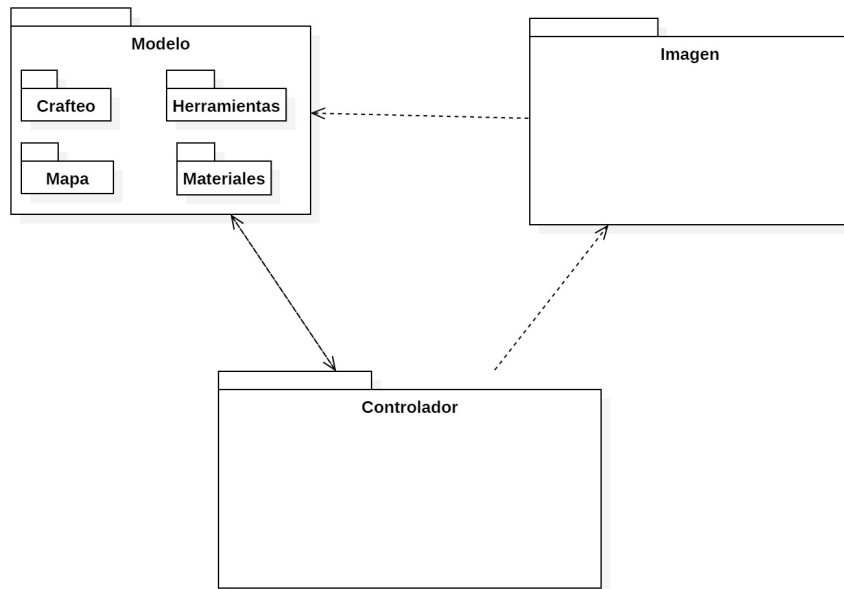 Modelo
Crafteo
Herramientas
Mapa
Materiales
Imagen
Controlador